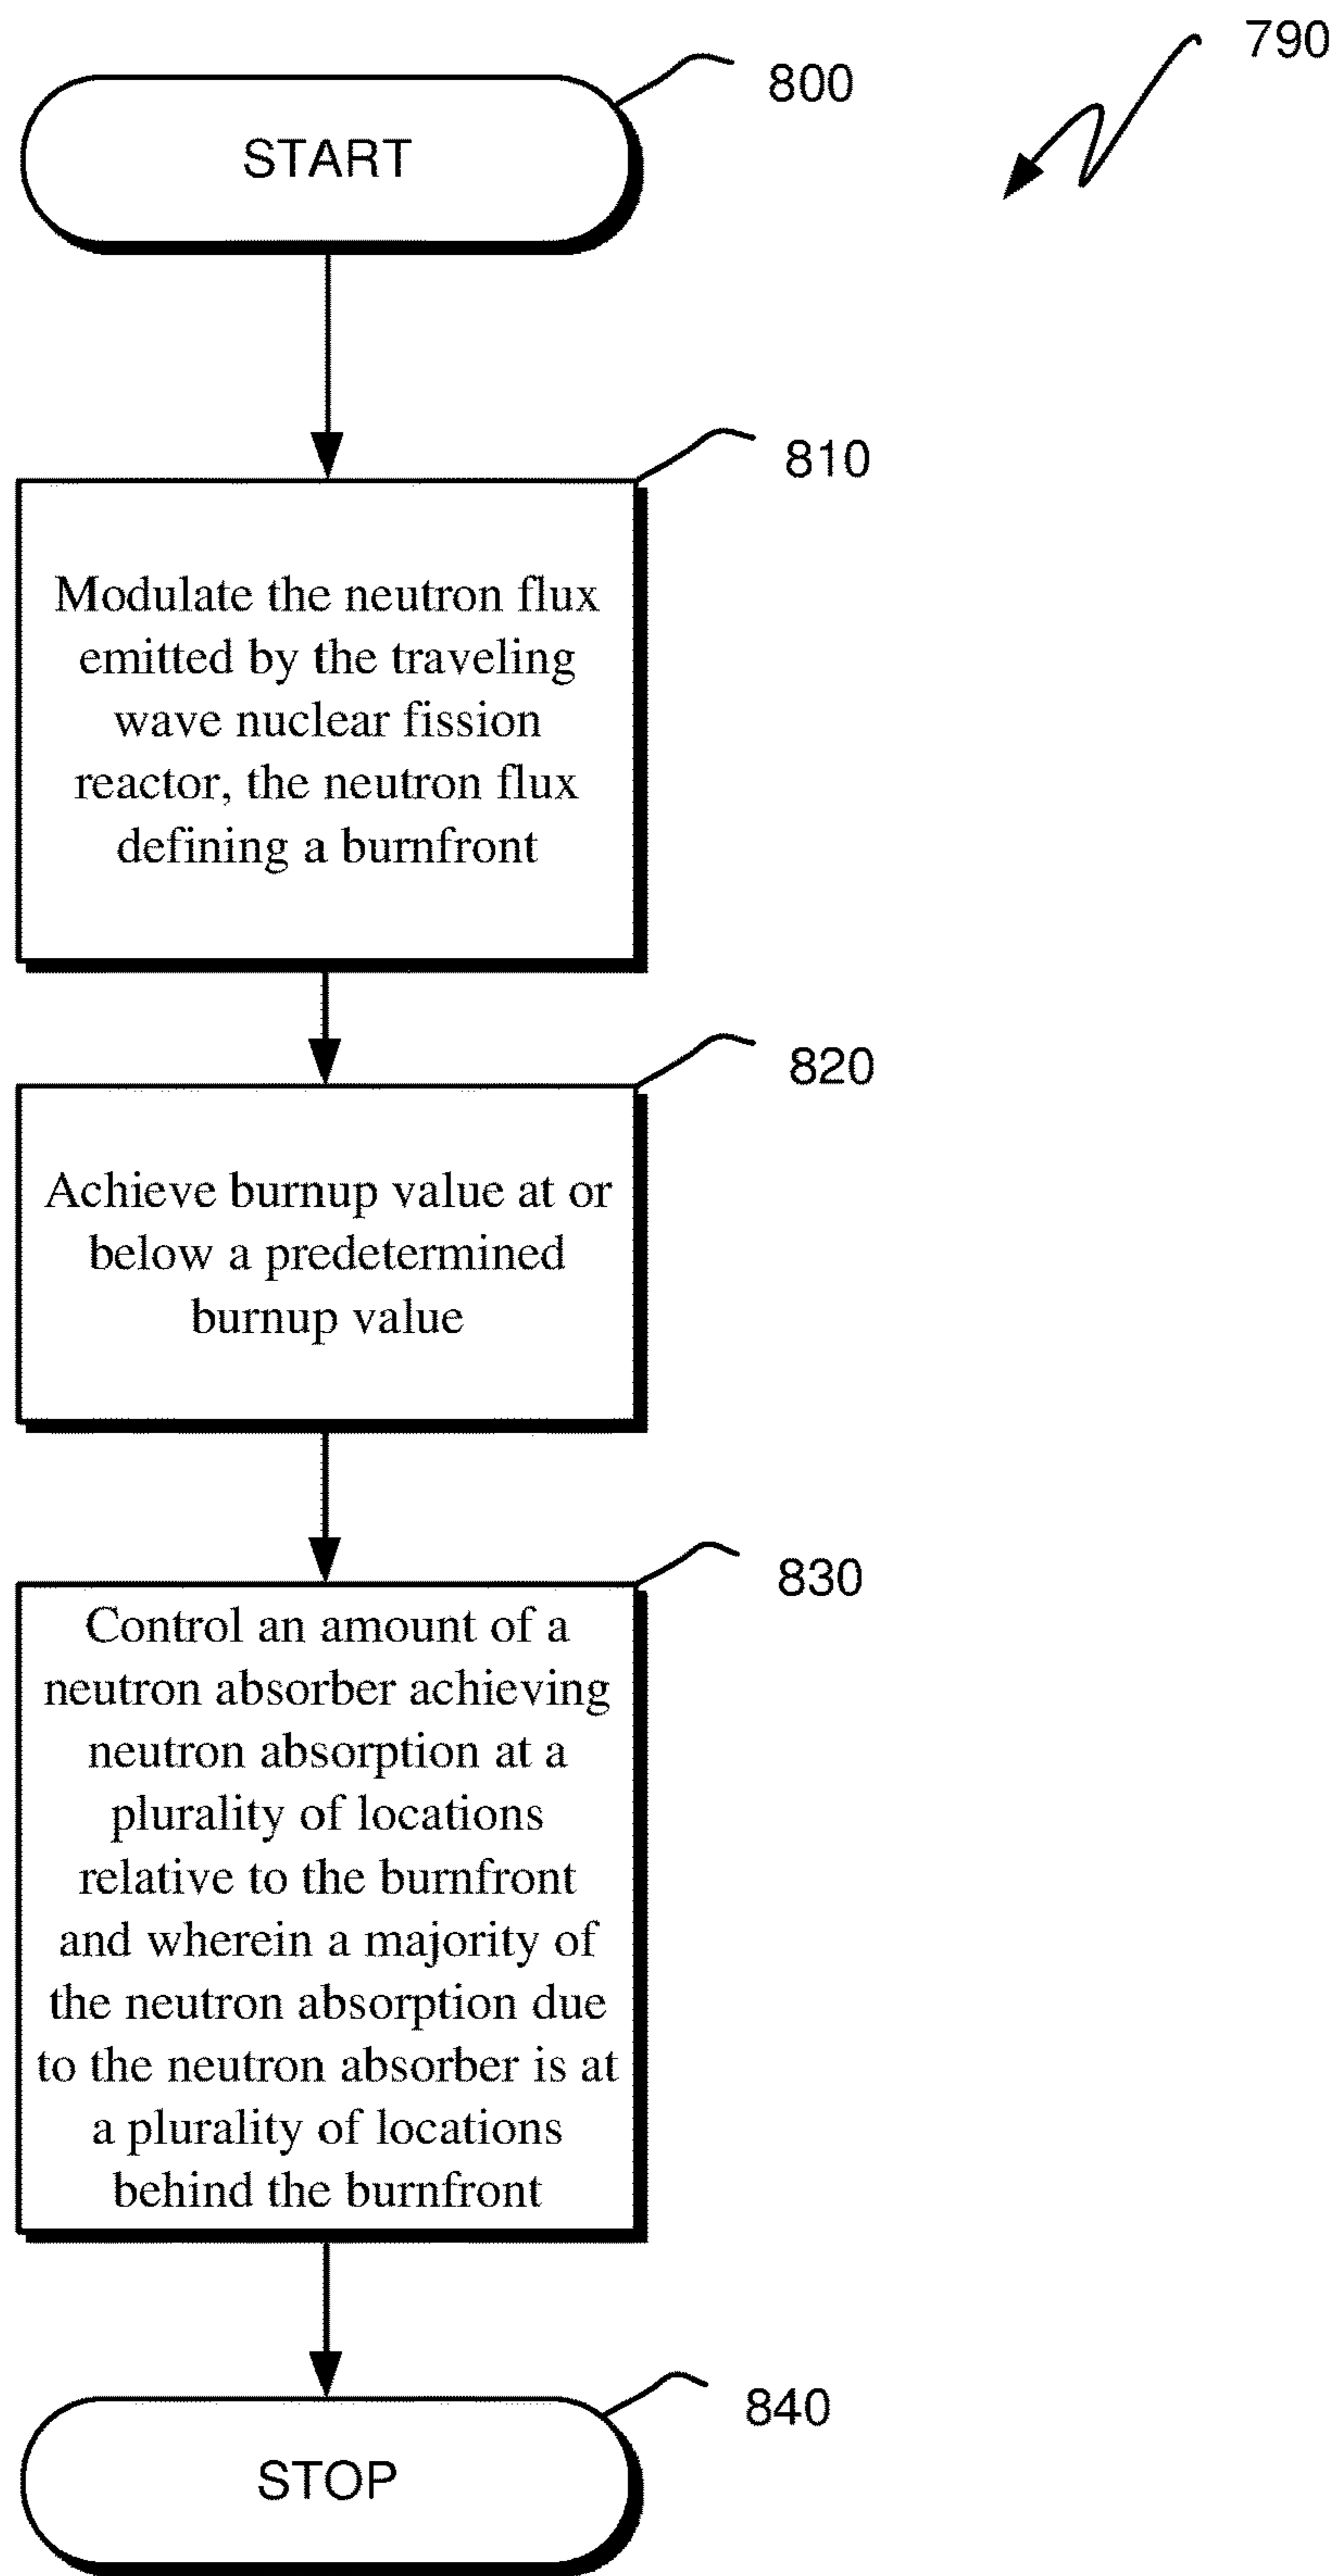 790
800
START
810
Modulate the neutron flux
emitted by the traveling
wave nuclear fission
reactor, the neutron flux
defining a burnfront
820
Achieve burnup value at or
below a predetermined
burnup value
830
Control an amount of a
neutron absorber achieving
neutron absorption at a
plurality of locations
relative to the burnfront
and wherein a majority of
the neutron absorption due
to the neutron absorber is at
a plurality of locations
behind the burnfront
840
STOP